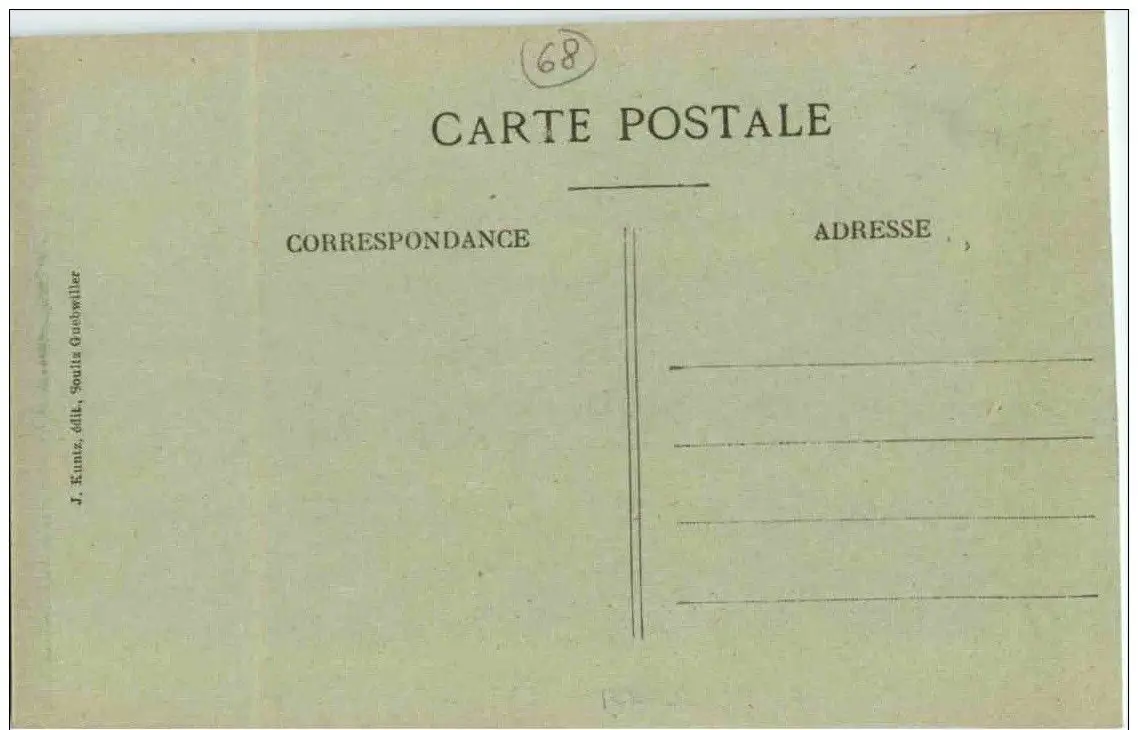 68
CARTE POSTALE
CORRESPONDANCE
ADRESSE
J. Kuntz, édit., Soultz Guebwiller